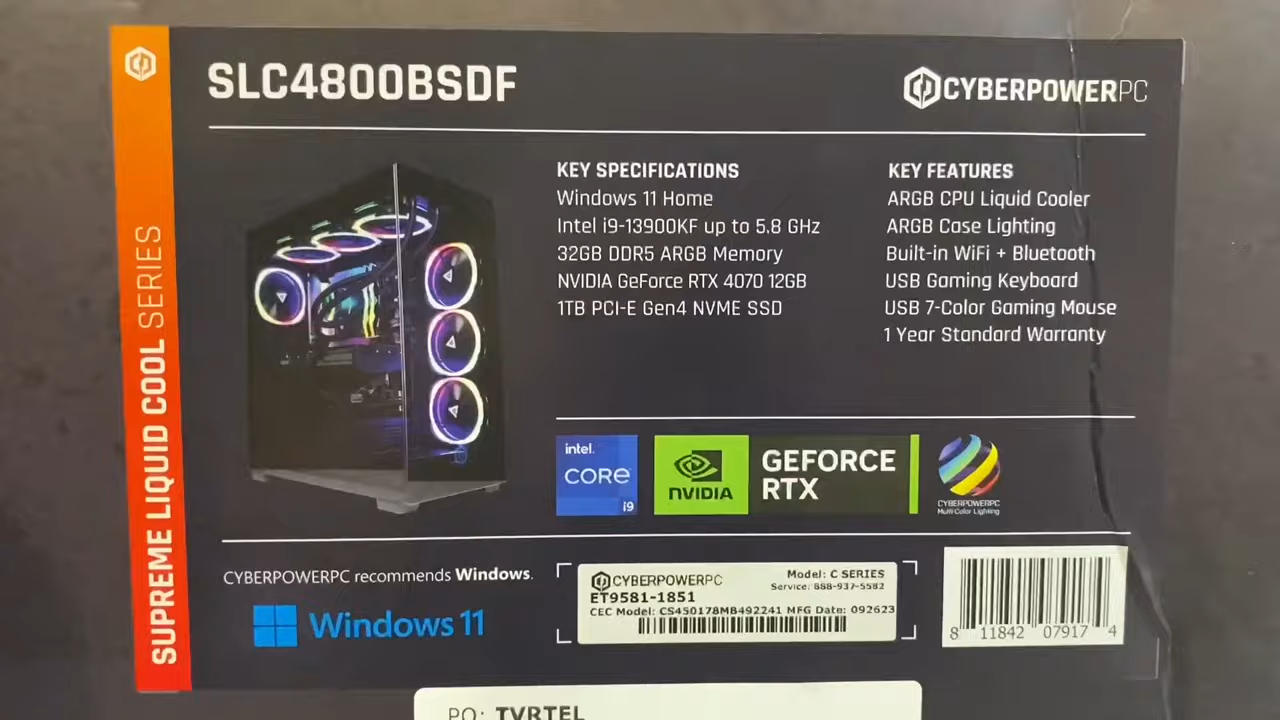 SLC4800BSDF
CYBERPOWERPC
SUPREME LIQUID COOL SERIES
KEY SPECIFICATIONS
Windows 11 Home
Intel i9-13900KF up to 5.8 GHz
32GB DDR5 ARGB Memory
NVIDIA GeForce RTX 4070 12GB
1TB PCI-E Gen4 NVME SSD
KEY FEATURES
ARGB CPU Liquid Cooler
ARGB Case Lighting
Built-in WiFi + Bluetooth
USB Gaming Keyboard
USB 7-Color Gaming Mouse
1 Year Standard Warranty
intel.
CORE
i9
NVIDIA
GEFORCE
RTX
CYBERPOWERPC
Multi Color Lighting
CYBERPOWERPC recommends Windows.
Windows 11
CYBERPOWERPC
Model: C SERIES
Service: 888-937-5582
ET9581-1851
CEC Model: CS450178MB492241 MFG Date: 092623
8 11842 07917 4
PO: TVRTEL